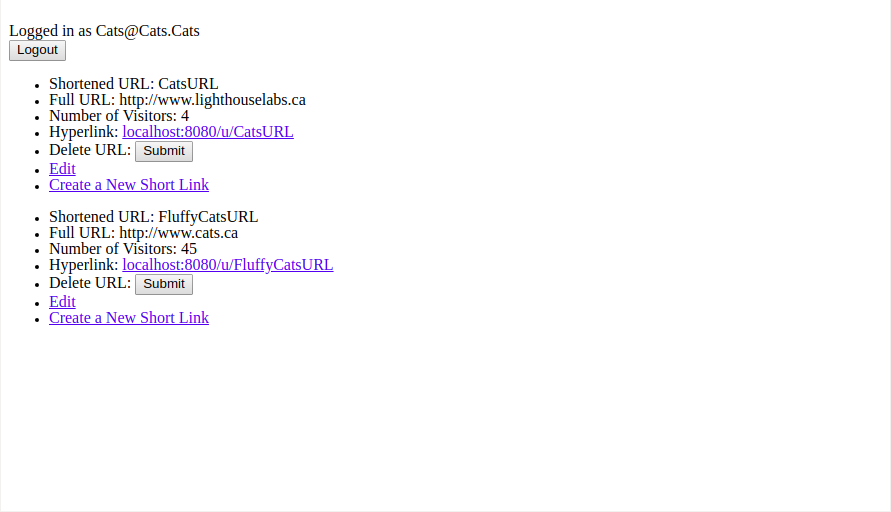 Logged in as Cats@Cats.Cats
Logout
Shortened URL: CatsURL
Full URL: http://www.lighthouselabs.ca
Number of Visitors: 4
Hyperlink: localhost:8080/u/CatsURL
Delete URL: Submit
Edit
Create a New Short Link
Shortened URL: FluffyCatsURL
Full URL: http://www.cats.ca
Number of Visitors: 45
Hyperlink: localhost:8080/u/FluffyCatsURL
Delete URL: Submit
Edit
Create a New Short Link